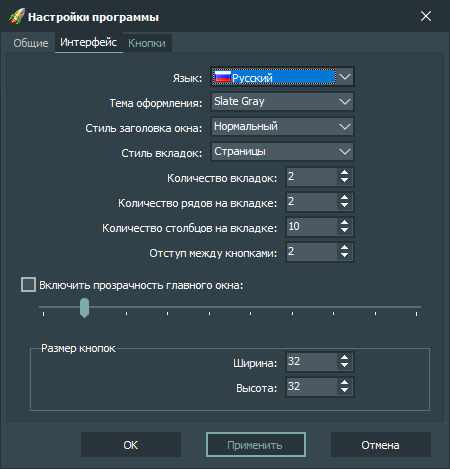 Настройки программы
Общие Интерфейс Кнопки
Язык: Русский
Тема оформления: Slate Gray
Стиль заголовка окна: Нормальный
Стиль вкладок: Страницы
Количество вкладок: 2
Количество рядов на вкладке: 2
Количество столбцов на вкладке: 10
Отступ между кнопками: 2
Включить прозрачность главного окна:
Размер кнопок
Ширина: 32
Высота: 32
OK Применить Отмена